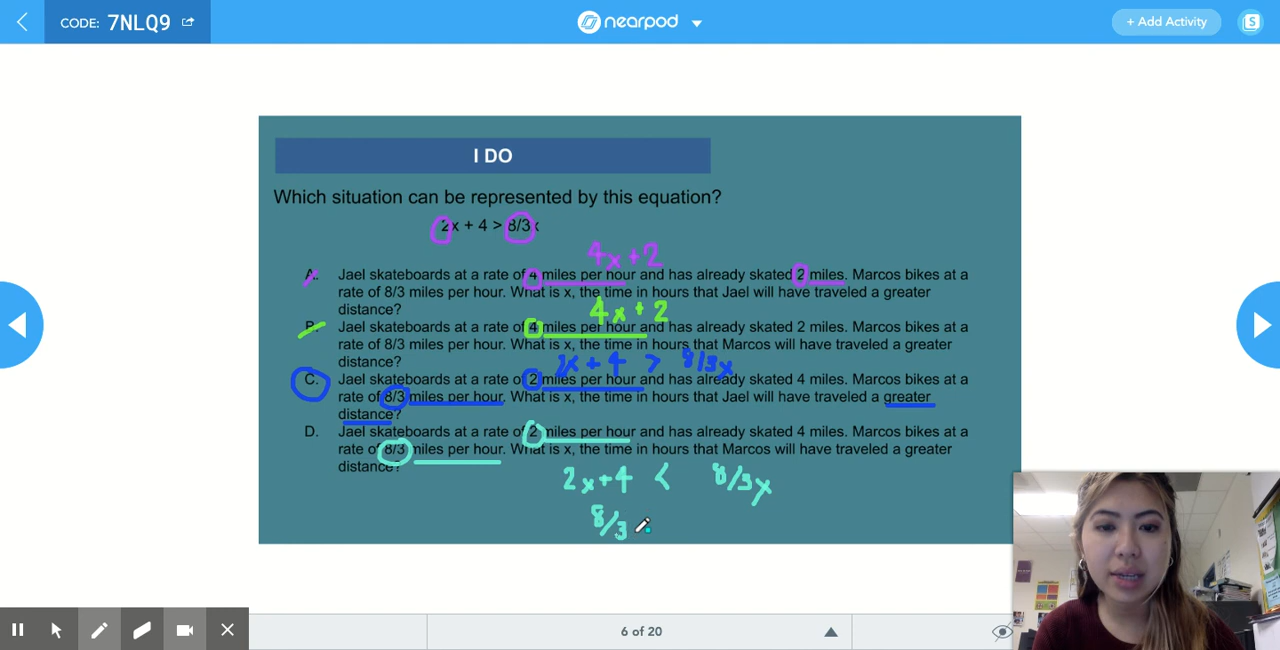 CODE: 7NLQ9
nearpod
+ Add Activity
S
I DO
Which situation can be represented by this equation?
2x + 4 > 8/3x
4x+2
A. Jael skateboards at a rate of 4 miles per hour and has already skated 2 miles. Marcos bikes at a
rate of 8/3 miles per hour. What is x, the time in hours that Jael will have traveled a greater
distance?
4x+2
B. Jael skateboards at a rate of 4 miles per hour and has already skated 2 miles. Marcos bikes at a
rate of 8/3 miles per hour. What is x, the time in hours that Marcos will have traveled a greater
distance?
2x + 4 > 8/3x
C. Jael skateboards at a rate of 2 miles per hour and has already skated 4 miles. Marcos bikes at a
rate of 8/3 miles per hour. What is x, the time in hours that Jael will have traveled a greater
distance?
D. Jael skateboards at a rate of 2 miles per hour and has already skated 4 miles. Marcos bikes at a
rate of 8/3 miles per hour. What is x, the time in hours that Marcos will have traveled a greater
distance?
2x+4 < 8/3x
8/3
6 of 20